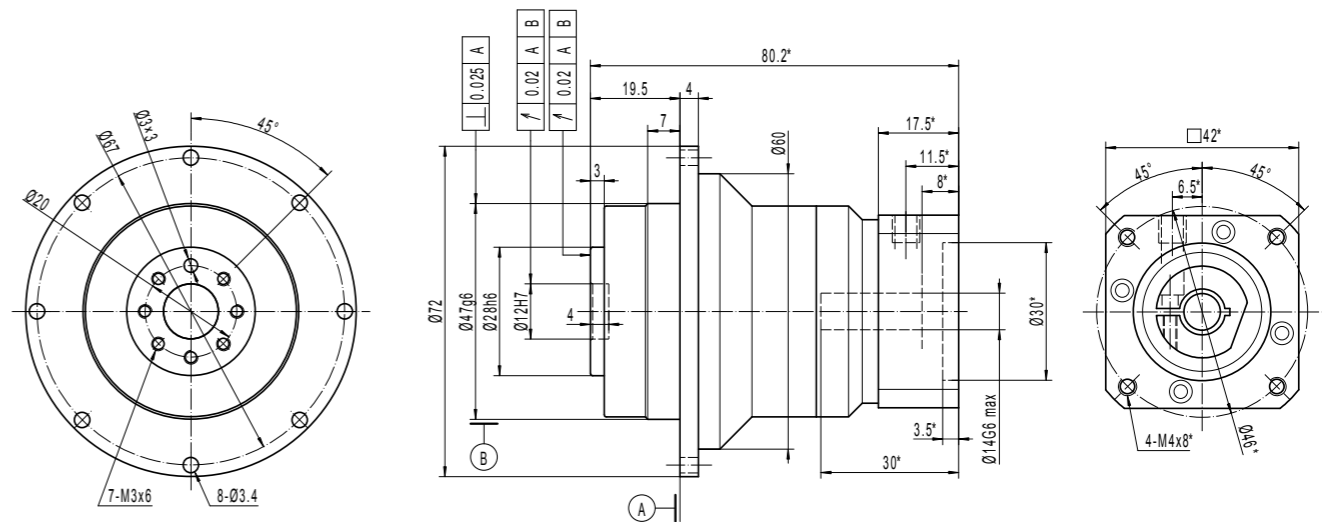 Ø3×3
45°
Ø67
Ø20
7-M3x6
8-Ø3.4
⊥ 0.025 A
↗ 0.02 A B
↗ 0.02 A B
80.2*
19.5
4
7
3
17.5*
11.5*
8*
Ø60
Ø72
Ø47g6
Ø28h6
Ø12H7
4
Ø30*
Ø14G6 max
3.5*
30*
B
A
□42*
45°
45°
6.5*
4-M4x8*
Ø46*